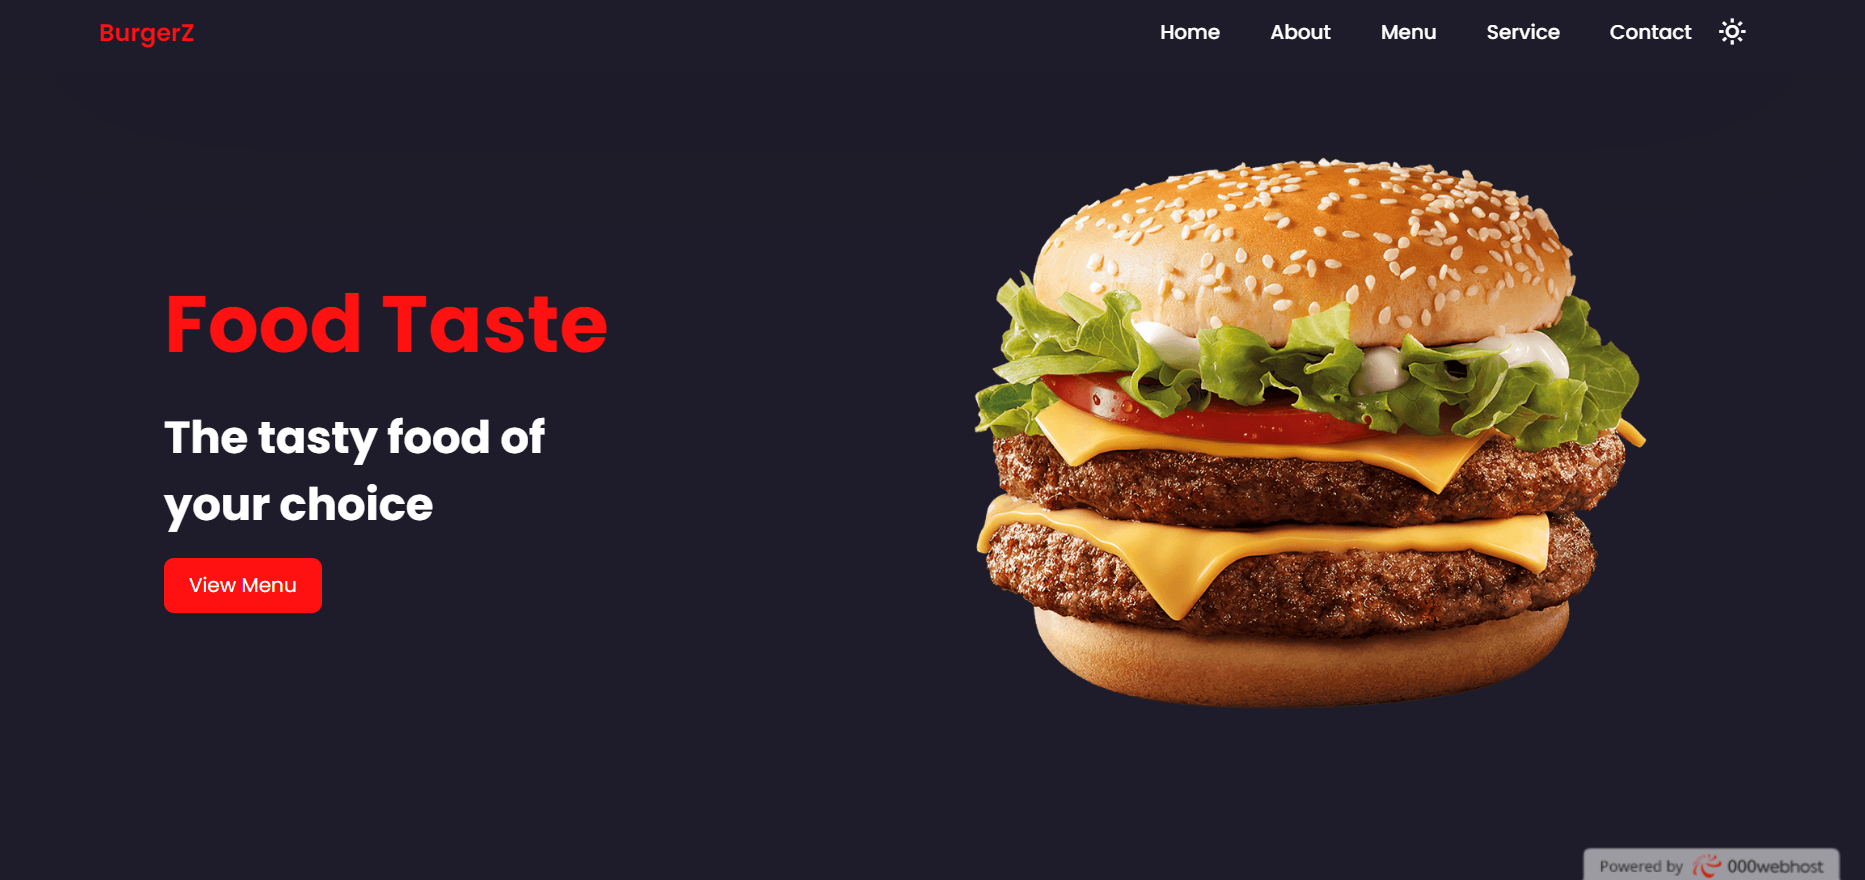 BurgerZ
Home About Menu Service Contact
Food Taste
The tasty food of
your choice
View Menu
Powered by 000webhost